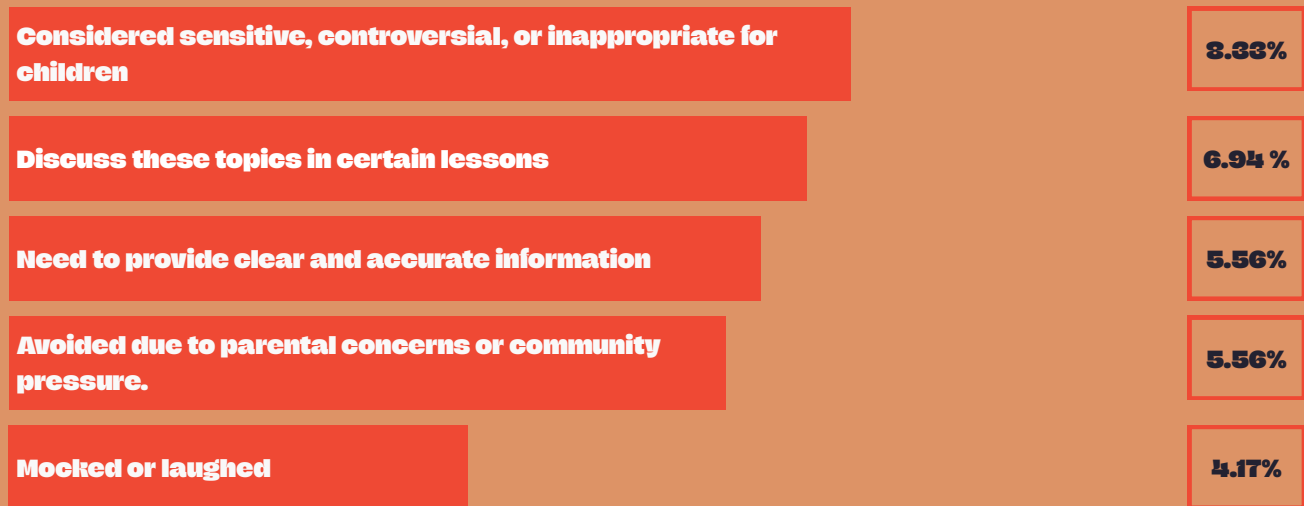 Considered sensitive, controversial, or inappropriate for
children
8.33%
Discuss these topics in certain lessons
6.94 %
Need to provide clear and accurate information
5.56%
Avoided due to parental concerns or community
pressure.
5.56%
Mocked or laughed
4.17%